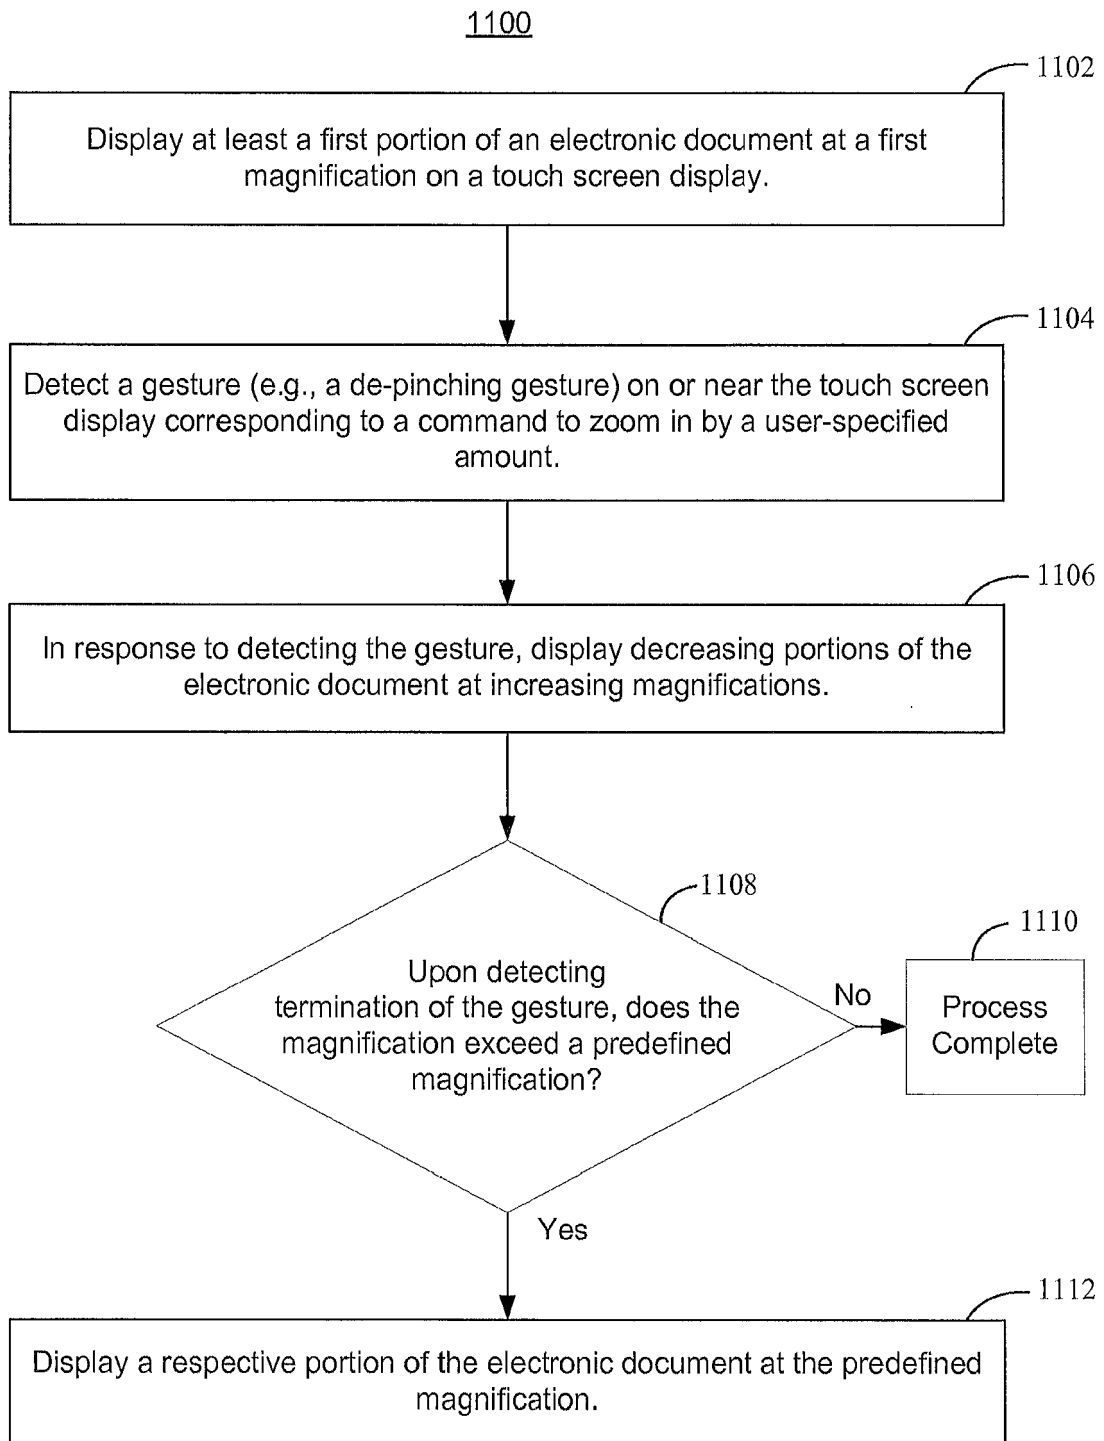 1100
1102
Display at least a first portion of an electronic document at a first
magnification on a touch screen display.
1104
Detect a gesture (e.g., a de-pinching gesture) on or near the touch screen
display corresponding to a command to zoom in by a user-specified
amount.
1106
In response to detecting the gesture, display decreasing portions of the
electronic document at increasing magnifications.
1108
Upon detecting
termination of the gesture, does the
magnification exceed a predefined
magnification?
No
1110
Process
Complete
Yes
1112
Display a respective portion of the electronic document at the predefined
magnification.